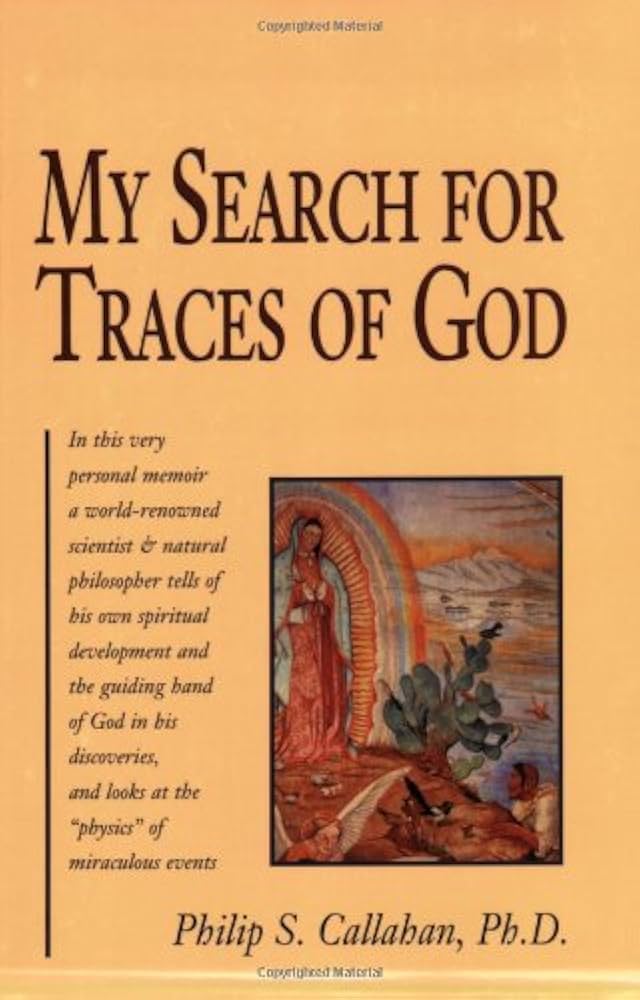 Copyrighted Material
MY SEARCH FOR
TRACES OF GOD
In this very
personal memoir
a world-renowned
scientist & natural
philosopher tells of
his own spiritual
development and
the guiding hand
of God in his
discoveries,
and looks at the
“physics” of
miraculous events
Philip S. Callahan, Ph.D.
Copyrighted Material